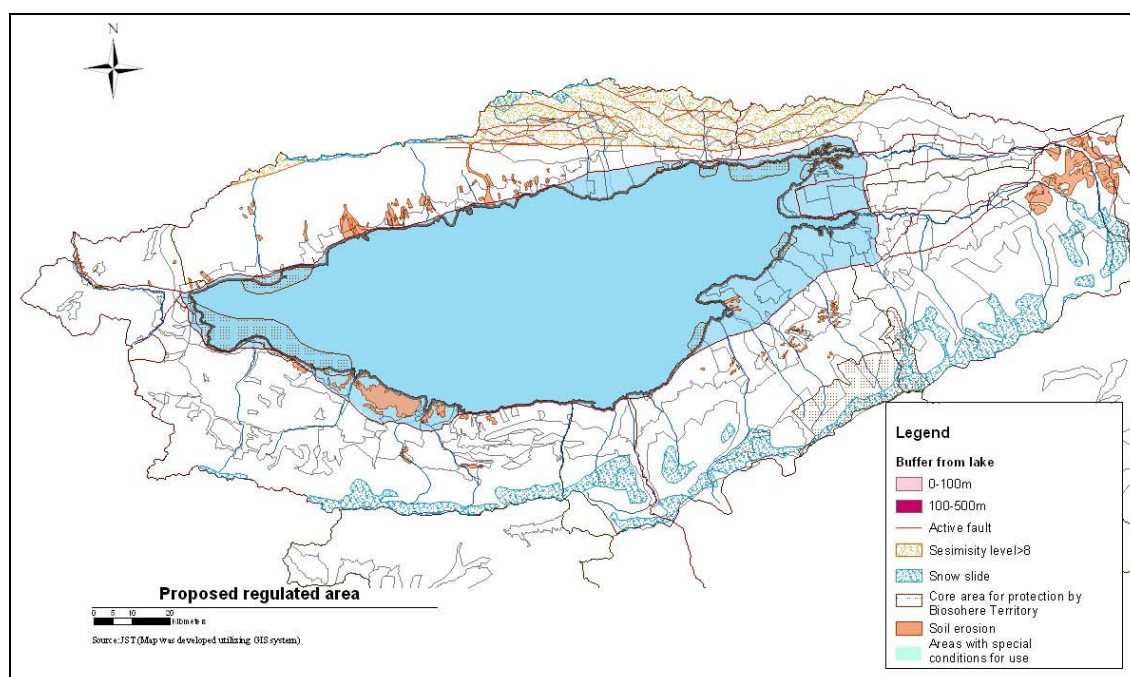 N
Legend
Buffer from lake
0-100m
100-500m
Active fault
Sesimisity level>8
Snow slide
Core area for protection by
Biosohere Territory
Soil erosion
Areas with special
conditions for use
Proposed regulated area
0 5 10 20
kilometers
Source:JST(Map was developed utilizing GIS system)